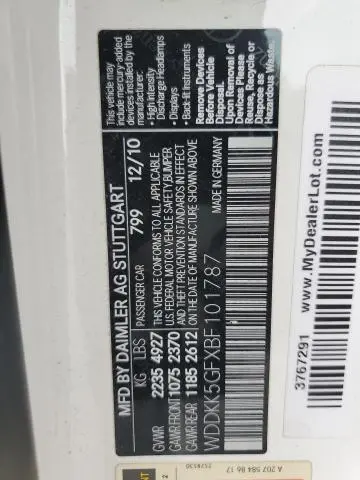 MFD BY DAIMLER AG STUTTGART
PASSENGER CAR 799 12/10
KG LBS
GVWR 2235 4927
GAWR FRONT 1075 2370
GAWR REAR 1185 2612
THIS VEHICLE CONFORMS TO ALL APPLICABLE
U.S. FEDERAL MOTOR VEHICLE SAFETY, BUMPER
AND THEFT PREVENTION STANDARDS IN EFFECT
ON THE DATE OF MANUFACTURE SHOWN ABOVE
WDDKK5GFXBF101787
This vehicle may
include mercury-added
devices installed by the
manufacturer:
• High Intensity
Discharge Headlamps
• Displays
• Back-lit Instruments
Remove Devices
Before Vehicle
Disposal.
Upon Removal of
Devices Please
Reuse, Recycle or
Dispose as
Hazardous Waste.
3767291
www.MyDealerLot.com
A 207 584 86 17